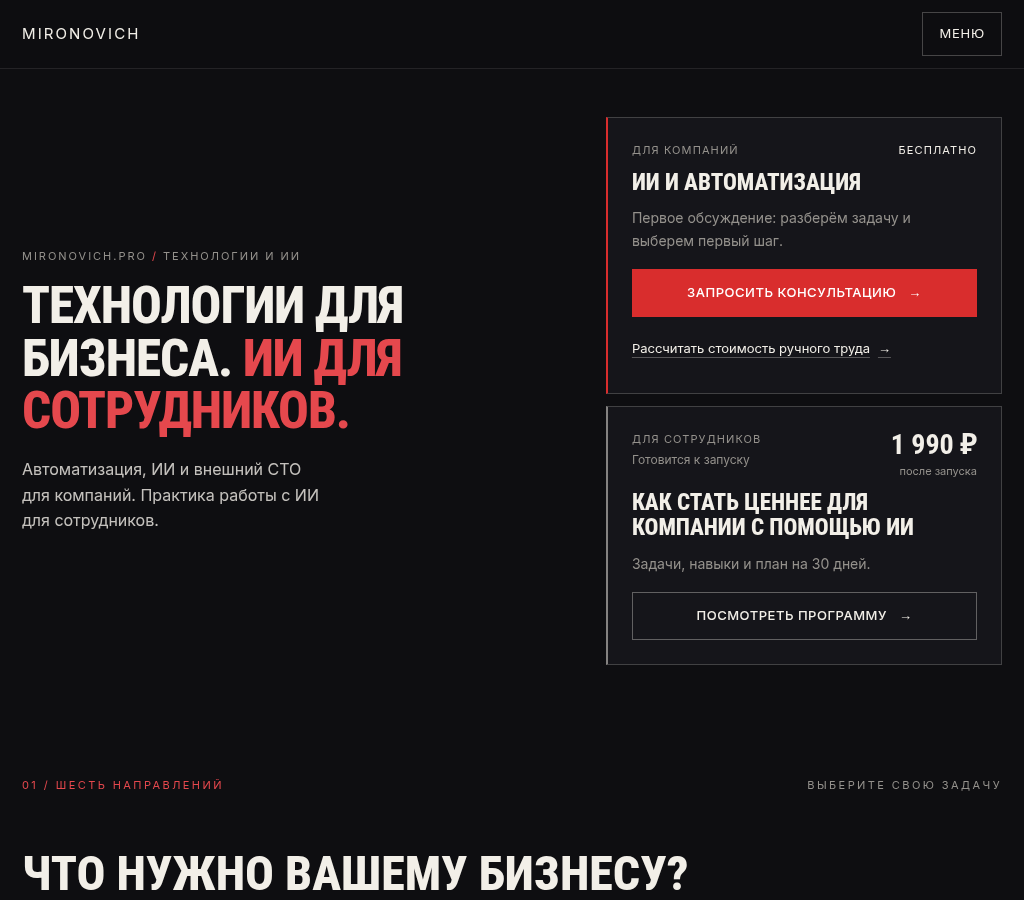 MIRONOVICH
МЕНЮ
MIRONOVICH.PRO / ТЕХНОЛОГИИ И ИИ
ТЕХНОЛОГИИ ДЛЯ
БИЗНЕСА. ИИ ДЛЯ
СОТРУДНИКОВ.
Автоматизация, ИИ и внешний СТО
для компаний. Практика работы с ИИ
для сотрудников.
ДЛЯ КОМПАНИЙ
БЕСПЛАТНО
ИИ И АВТОМАТИЗАЦИЯ
Первое обсуждение: разберём задачу и
выберем первый шаг.
ЗАПРОСИТЬ КОНСУЛЬТАЦИЮ →
Рассчитать стоимость ручного труда →
ДЛЯ СОТРУДНИКОВ
1 990 ₽
Готовится к запуску
после запуска
КАК СТАТЬ ЦЕННЕЕ ДЛЯ
КОМПАНИИ С ПОМОЩЬЮ ИИ
Задачи, навыки и план на 30 дней.
ПОСМОТРЕТЬ ПРОГРАММУ →
01 / ШЕСТЬ НАПРАВЛЕНИЙ
ВЫБЕРИТЕ СВОЮ ЗАДАЧУ
ЧТО НУЖНО ВАШЕМУ БИЗНЕСУ?